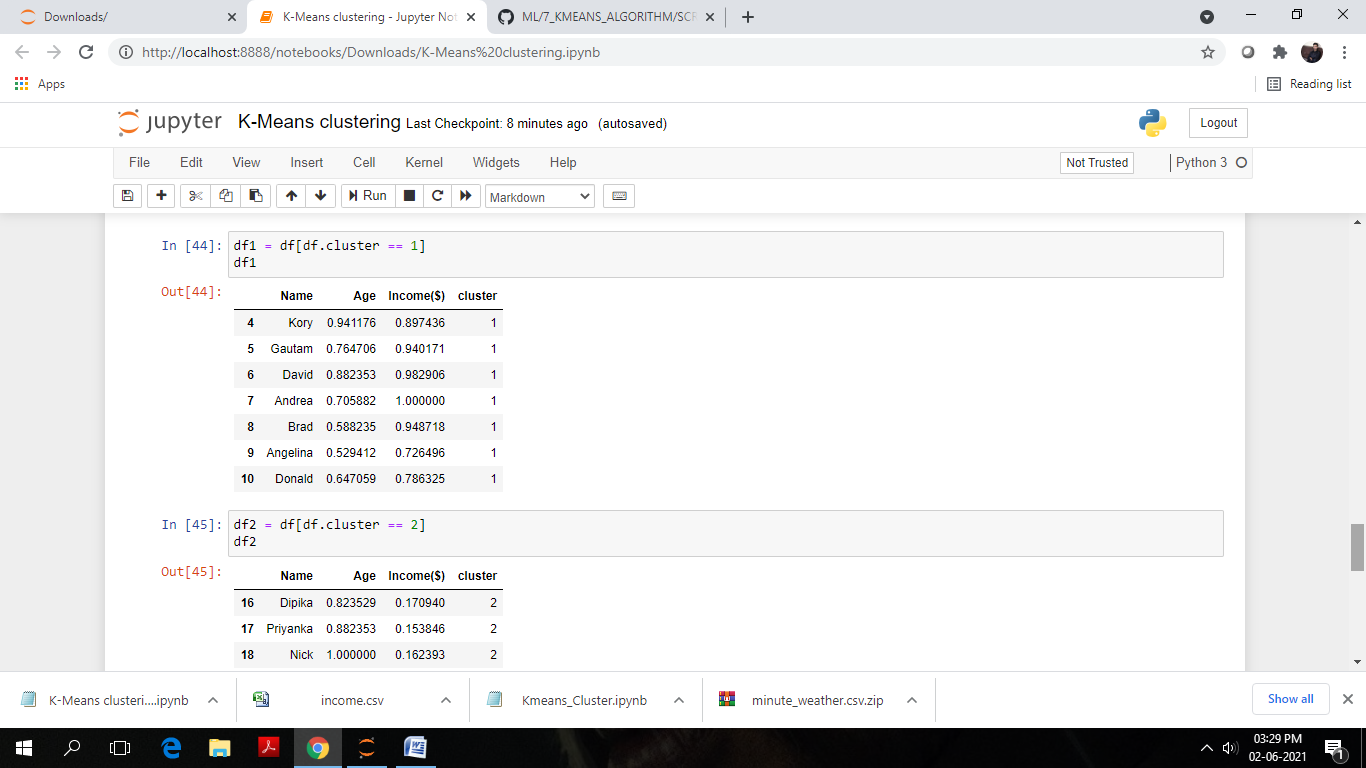 Downloads/
K-Means clustering - Jupyter Not
ML/7_KMEANS_ALGORITHM/SCR
http://localhost:8888/notebooks/Downloads/K-Means%20clustering.ipynb
Apps
Reading list
jupyter K-Means clustering Last Checkpoint: 8 minutes ago (autosaved)
Logout
File Edit View Insert Cell Kernel Widgets Help
Not Trusted
Python 3
Run
Markdown
In [44]: df1 = df[df.cluster == 1]
df1
Out[44]:
Name Age Income($) cluster
4 Kory 0.941176 0.897436 1
5 Gautam 0.764706 0.940171 1
6 David 0.882353 0.982906 1
7 Andrea 0.705882 1.000000 1
8 Brad 0.588235 0.948718 1
9 Angelina 0.529412 0.726496 1
10 Donald 0.647059 0.786325 1
In [45]: df2 = df[df.cluster == 2]
df2
Out[45]:
Name Age Income($) cluster
16 Dipika 0.823529 0.170940 2
17 Priyanka 0.882353 0.153846 2
18 Nick 1.000000 0.162393 2
K-Means clusteri....ipynb
income.csv
Kmeans_Cluster.ipynb
minute_weather.csv.zip
Show all
03:29 PM
02-06-2021
1